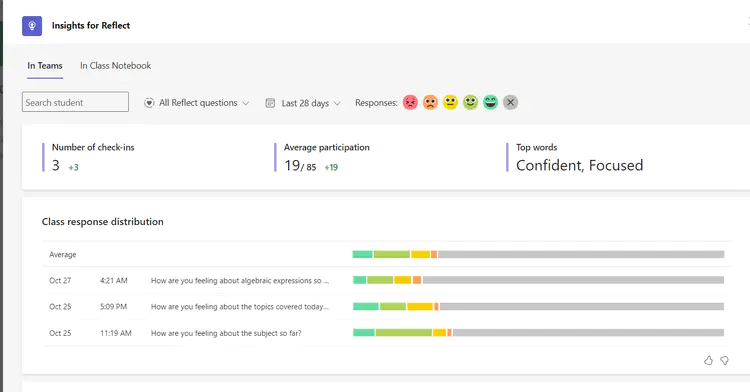 Insights for Reflect
In Teams In Class Notebook
Search student All Reflect questions Last 28 days Responses:
Number of check-ins Average participation Top words
3 +3 19/ 85 +19 Confident, Focused
Class response distribution
Average
Oct 27 4:21 AM How are you feeling about algebraic expressions so ...
Oct 25 5:09 PM How are you feeling about the topics covered today...
Oct 25 11:19 AM How are you feeling about the subject so far?